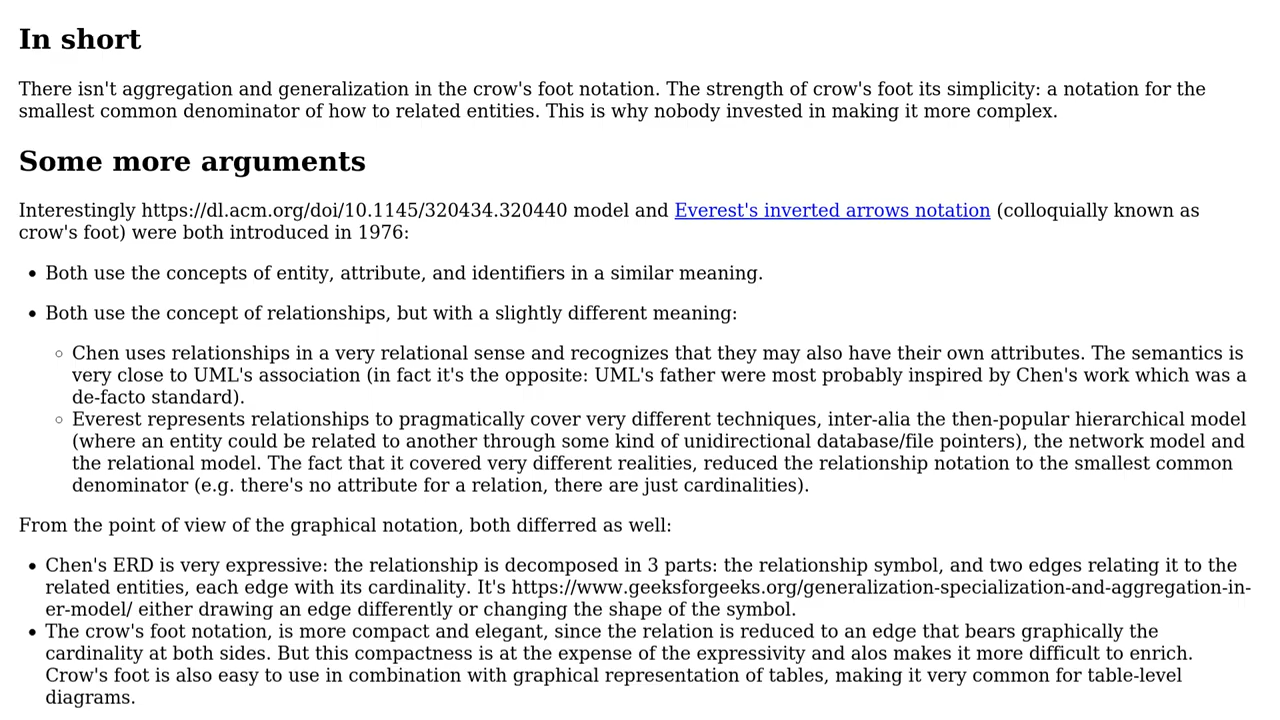 In short
There isn't aggregation and generalization in the crow's foot notation. The strength of crow's foot its simplicity: a notation for the
smallest common denominator of how to related entities. This is why nobody invested in making it more complex.
Some more arguments
Interestingly https://dl.acm.org/doi/10.1145/320434.320440 model and Everest's inverted arrows notation (colloquially known as
crow's foot) were both introduced in 1976:
• Both use the concepts of entity, attribute, and identifiers in a similar meaning.
• Both use the concept of relationships, but with a slightly different meaning:
◦ Chen uses relationships in a very relational sense and recognizes that they may also have their own attributes. The semantics is
very close to UML's association (in fact it's the opposite: UML's father were most probably inspired by Chen's work which was a
de-facto standard).
◦ Everest represents relationships to pragmatically cover very different techniques, inter-alia the then-popular hierarchical model
(where an entity could be related to another through some kind of unidirectional database/file pointers), the network model and
the relational model. The fact that it covered very different realities, reduced the relationship notation to the smallest common
denominator (e.g. there's no attribute for a relation, there are just cardinalities).
From the point of view of the graphical notation, both differred as well:
• Chen's ERD is very expressive: the relationship is decomposed in 3 parts: the relationship symbol, and two edges relating it to the
related entities, each edge with its cardinality. It's https://www.geeksforgeeks.org/generalization-specialization-and-aggregation-in-
er-model/ either drawing an edge differently or changing the shape of the symbol.
• The crow's foot notation, is more compact and elegant, since the relation is reduced to an edge that bears graphically the
cardinality at both sides. But this compactness is at the expense of the expressivity and alos makes it more difficult to enrich.
Crow's foot is also easy to use in combination with graphical representation of tables, making it very common for table-level
diagrams.